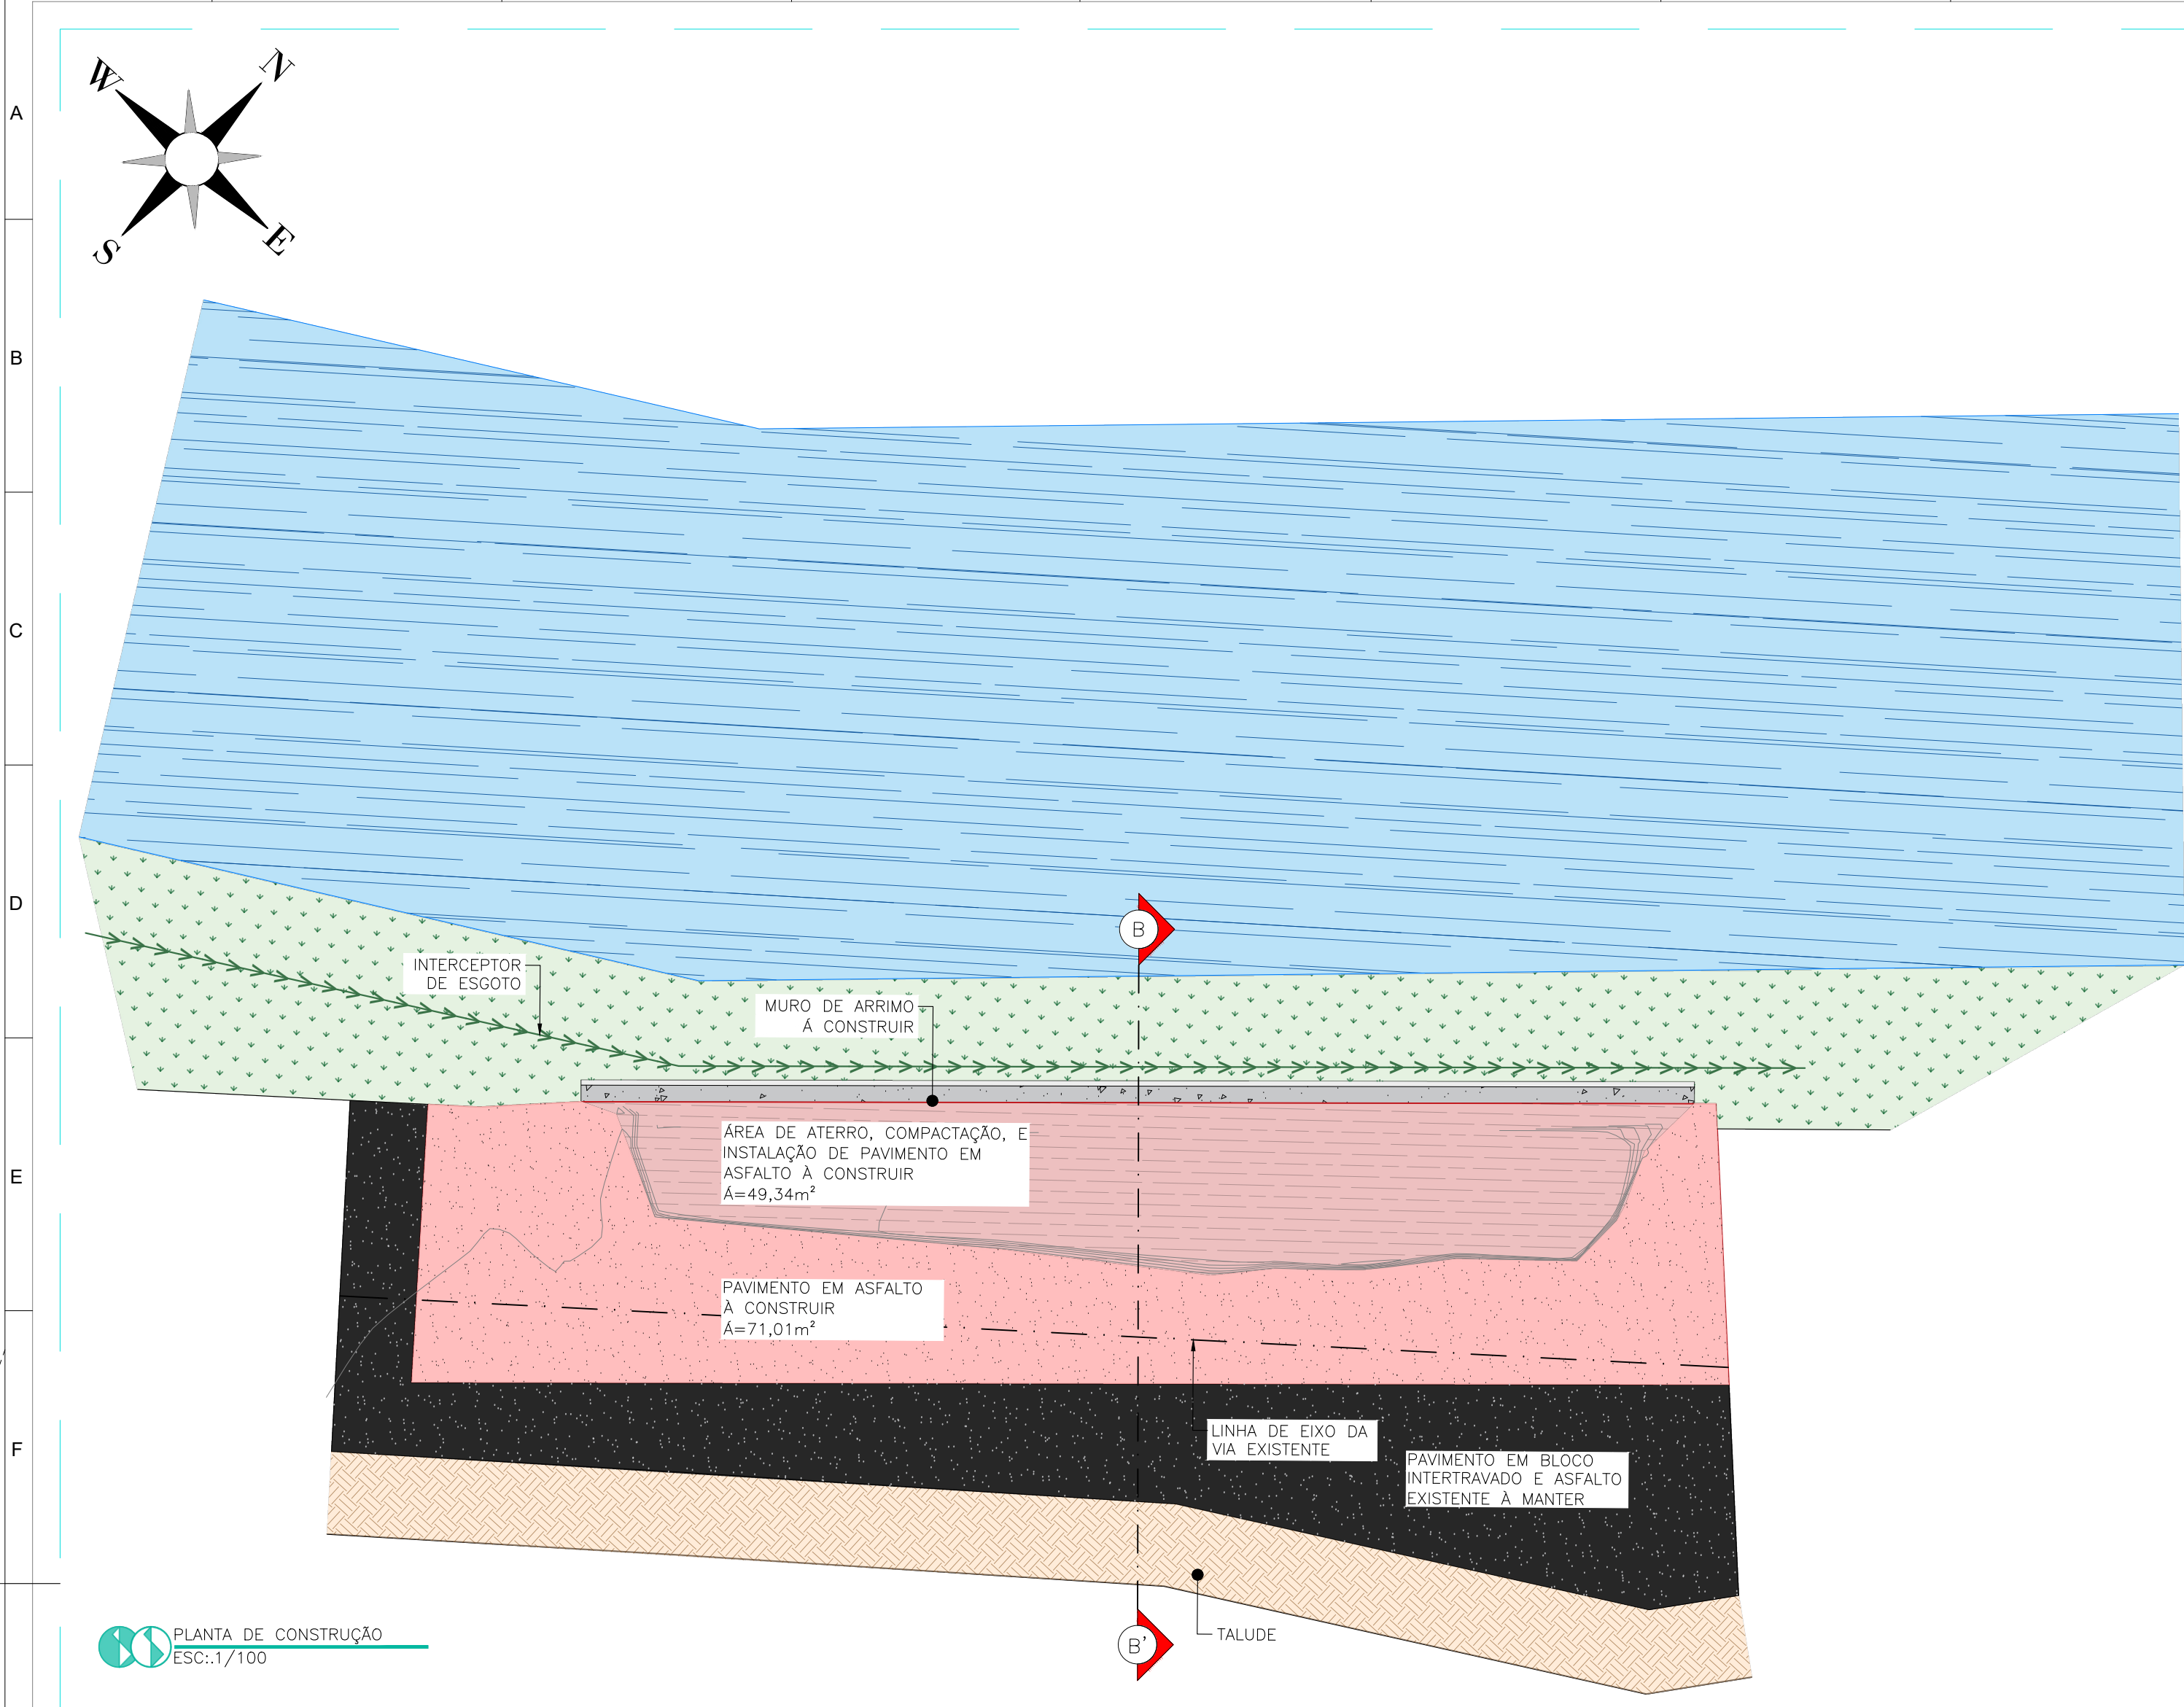 W
N
S
E
A
B
C
D
E
F
B
INTERCEPTOR
DE ESGOTO
MURO DE ARRIMO
Á CONSTRUIR
ÁREA DE ATERRO, COMPACTAÇÃO, E
INSTALAÇÃO DE PAVIMENTO EM
ASFALTO À CONSTRUIR
Á=49,34m²
PAVIMENTO EM ASFALTO
À CONSTRUIR
Á=71,01m²
LINHA DE EIXO DA
VIA EXISTENTE
PAVIMENTO EM BLOCO
INTERTRAVADO E ASFALTO
EXISTENTE À MANTER
TALUDE
B'
PLANTA DE CONSTRUÇÃO
ESC:.1/100